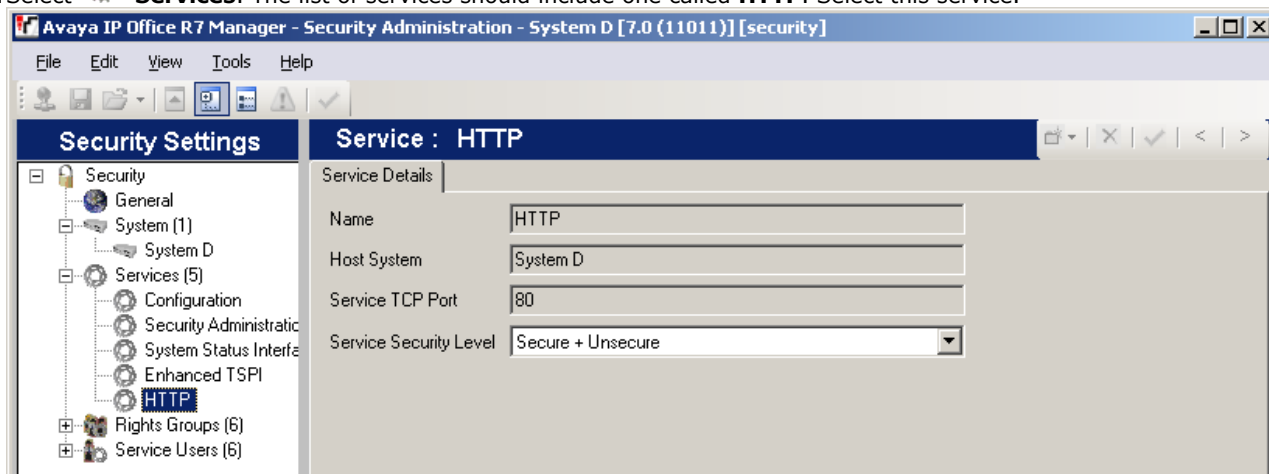 Select Services. The list of services should include one called HTTP. Select this service.
Avaya IP Office R7 Manager - Security Administration - System D [7.0 (11011)] [security]
File Edit View Tools Help
Security Settings
Service : HTTP
Security
General
System (1)
System D
Services (5)
Configuration
Security Administratic
System Status Interfa
Enhanced TSPI
HTTP
Rights Groups (6)
Service Users (6)
Service Details
Name HTTP
Host System System D
Service TCP Port 80
Service Security Level Secure + Unsecure